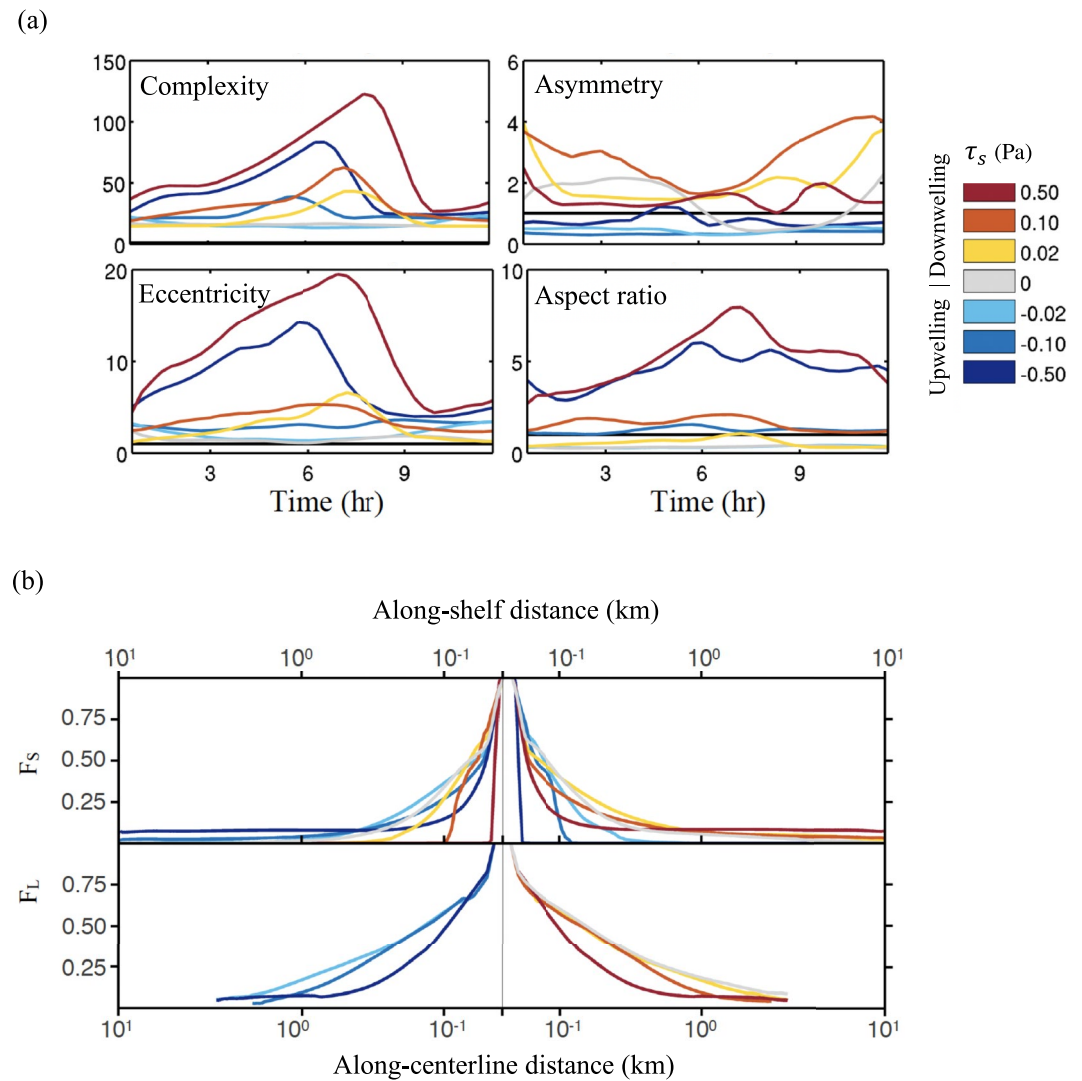 (a)
Complexity
150
100
50
0
Asymmetry
6
4
2
0
τs (Pa)
Upwelling | Downwelling
0.50
0.10
0.02
0
-0.02
-0.10
-0.50
Eccentricity
20
10
0
3 6 9
Time (hr)
Aspect ratio
10
5
0
3 6 9
Time (hr)
(b)
Along-shelf distance (km)
10¹ 10⁰ 10⁻¹ 10⁻¹ 10⁰ 10¹
FS
0.75
0.50
0.25
FL
0.75
0.50
0.25
10¹ 10⁰ 10⁻¹ 10⁻¹ 10⁰ 10¹
Along-centerline distance (km)